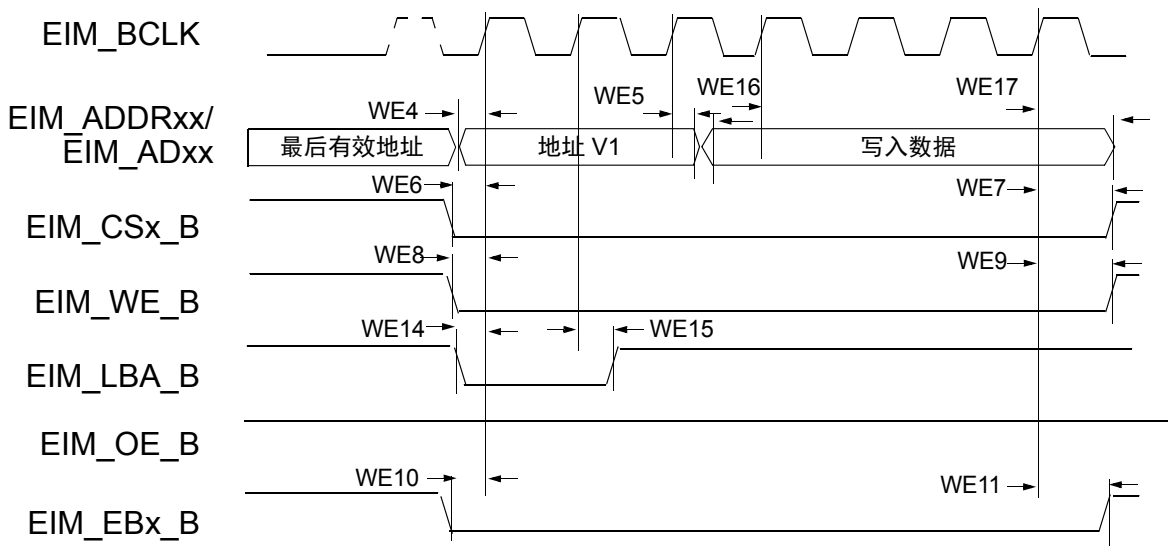 EIM_BCLK
WE4
WE5
WE16
WE17
EIM_ADDRxx/
EIM_ADxx
最后有效地址
地址 V1
写入数据
WE6
WE7
EIM_CSx_B
WE8
WE9
EIM_WE_B
WE14
WE15
EIM_LBA_B
EIM_OE_B
WE10
WE11
EIM_EBx_B